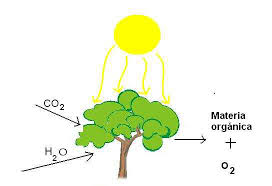 CO2
H2O
Materia
orgánica
+
O2